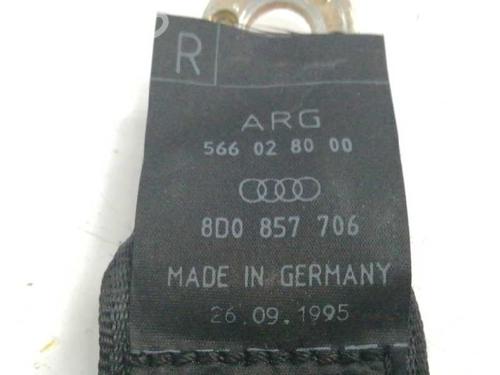 R
ARG
566 02 80 00
8D0 857 706
MADE IN GERMANY
26.09.1995